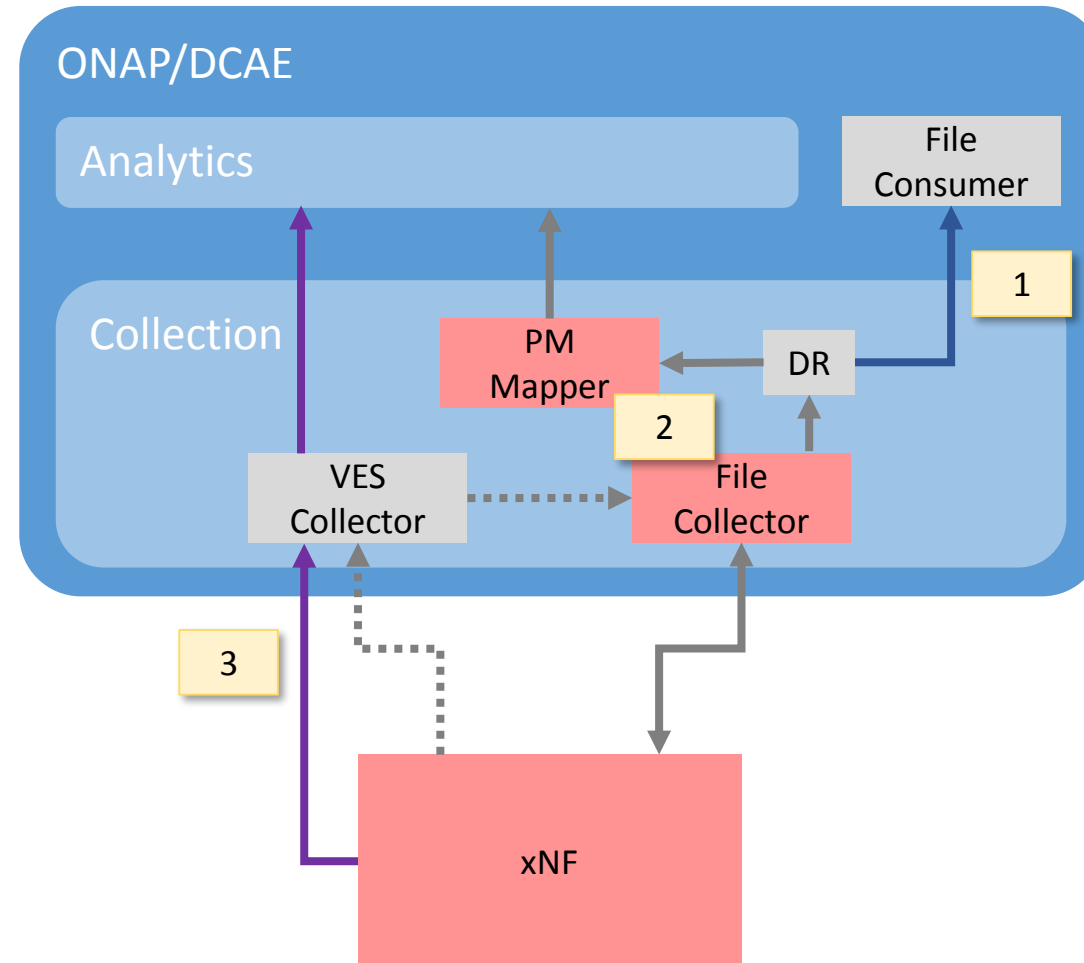 ONAP/DCAE
Analytics
File
Consumer
1
Collection
PM
Mapper
DR
2
VES
Collector
File
Collector
3
xNF